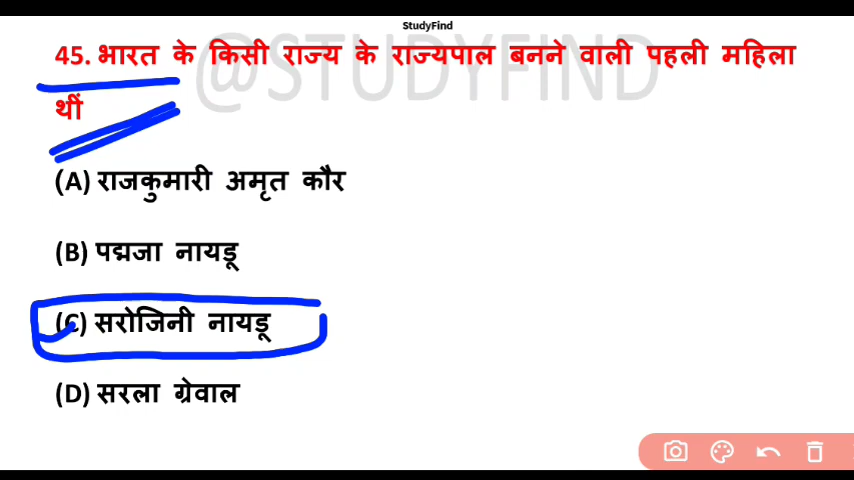 StudyFind
@STUDYFIND
45. भारत के किसी राज्य के राज्यपाल बनने वाली पहली महिला
थीं
(A) राजकुमारी अमृत कौर
(B) पद्मजा नायडू
(C) सरोजिनी नायडू
(D) सरला ग्रेवाल